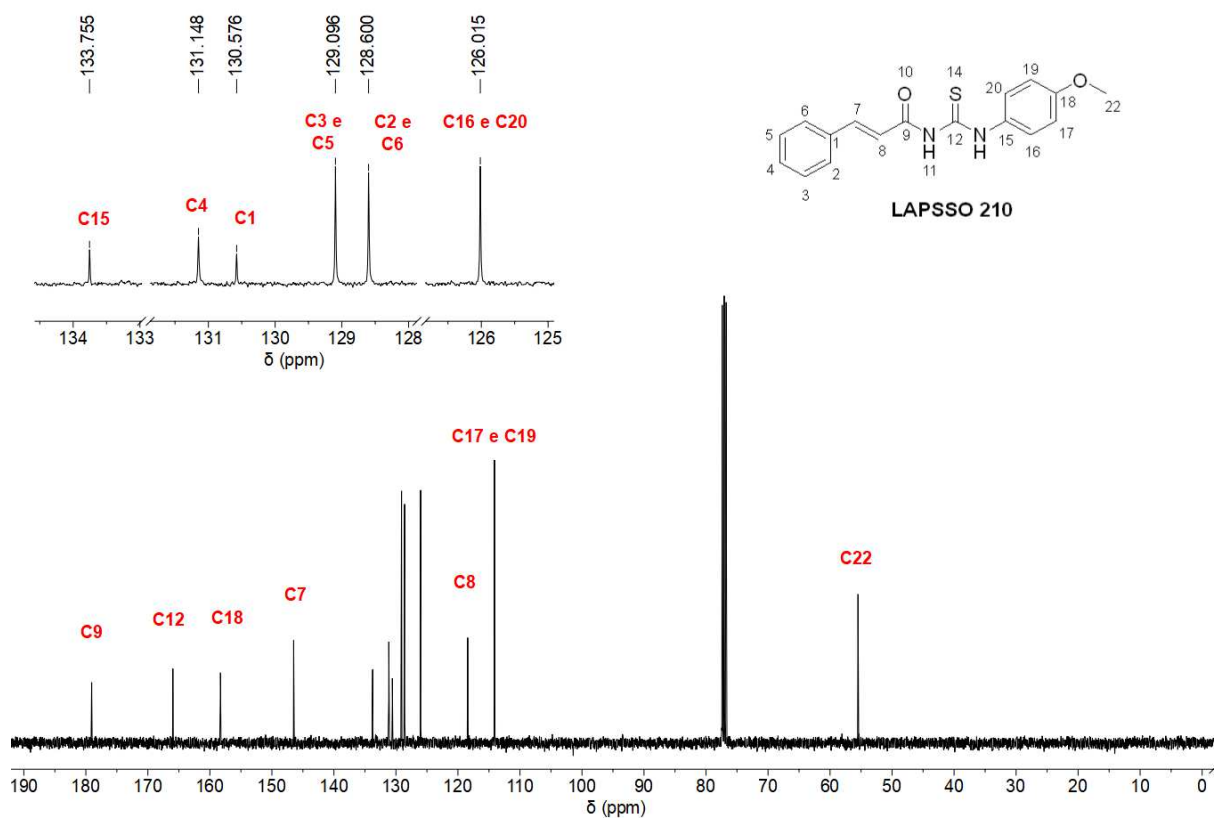 133.755
131.148
130.576
129.096
128.600
126.015
C15
C4
C1
C3 e
C5
C2 e
C6
C16 e C20
134 133 131 130 129 128 126 125
δ (ppm)
10
O
S
14
19
20
O
22
18
17
16
15
12
N
H
N
H
11
9
8
7
6
5
4
3
2
1
LAPSSO 210
C9
C12
C18
C7
C8
C17 e C19
C22
190 180 170 160 150 140 130 120 110 100 90 80 70 60 50 40 30 20 10 0
δ (ppm)